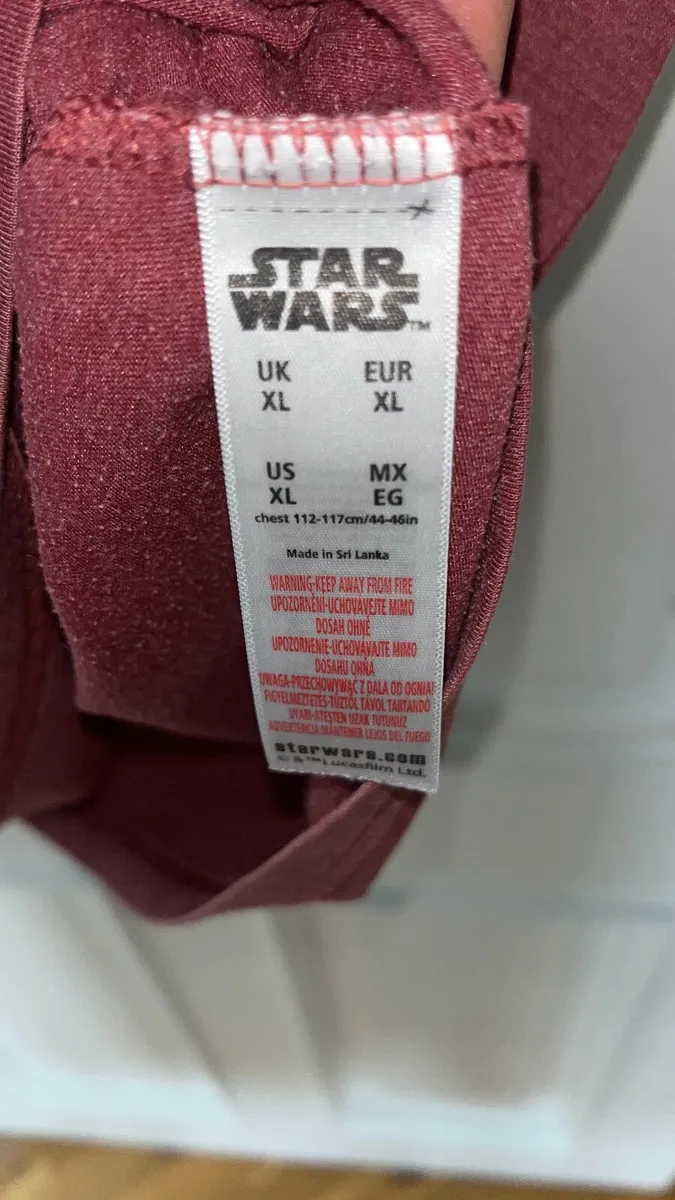 STAR
WARS™
UK EUR
XL XL
US MX
XL EG
chest 112-117cm/44-46in
Made in Sri Lanka
WARNING-KEEP AWAY FROM FIRE
UPOZORNĚNÍ-UCHOVÁVEJTE MIMO
DOSAH OHNĚ
UPOZORNENIE-UCHOVÁVAJTE MIMO
DOSAHU OHŇA
UWAGA-PRZECHOWYWAĆ Z DALA OD OGNIA!
FIGYELMEZTETÉS-TŰZTŐL TÁVOL TARTANDÓ
UYARI-ATEŞTEN UZAK TUTUNUZ
ADVERTENCIA-MANTENER LEJOS DEL FUEGO
starwars.com
© & ™ Lucasfilm Ltd.